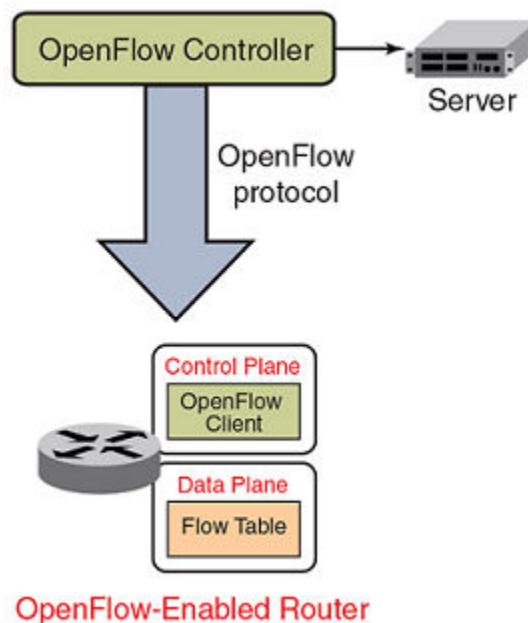 OpenFlow Controller
Server
OpenFlow
protocol
Control Plane
OpenFlow
Client
Data Plane
Flow Table
OpenFlow-Enabled Router